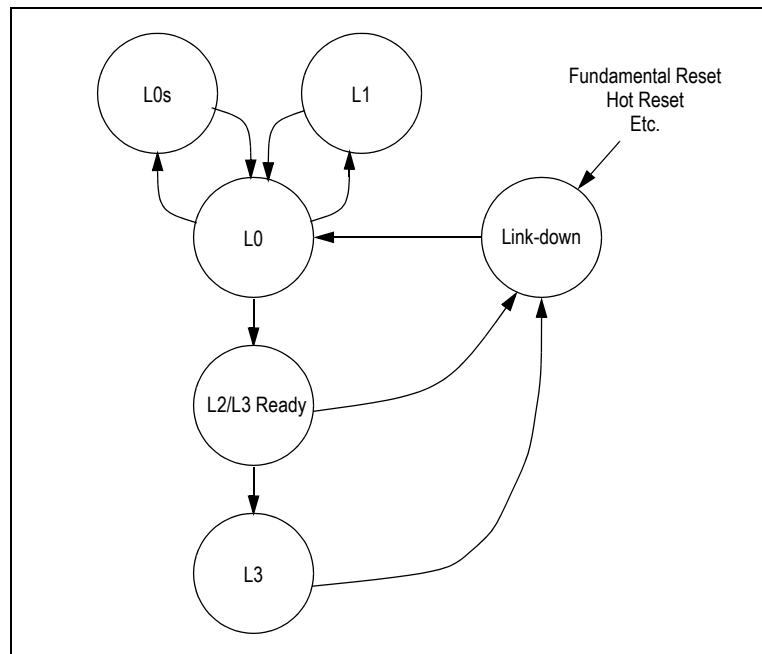 L0s
L1
Fundamental Reset
Hot Reset
Etc.
L0
Link-down
L2/L3 Ready
L3